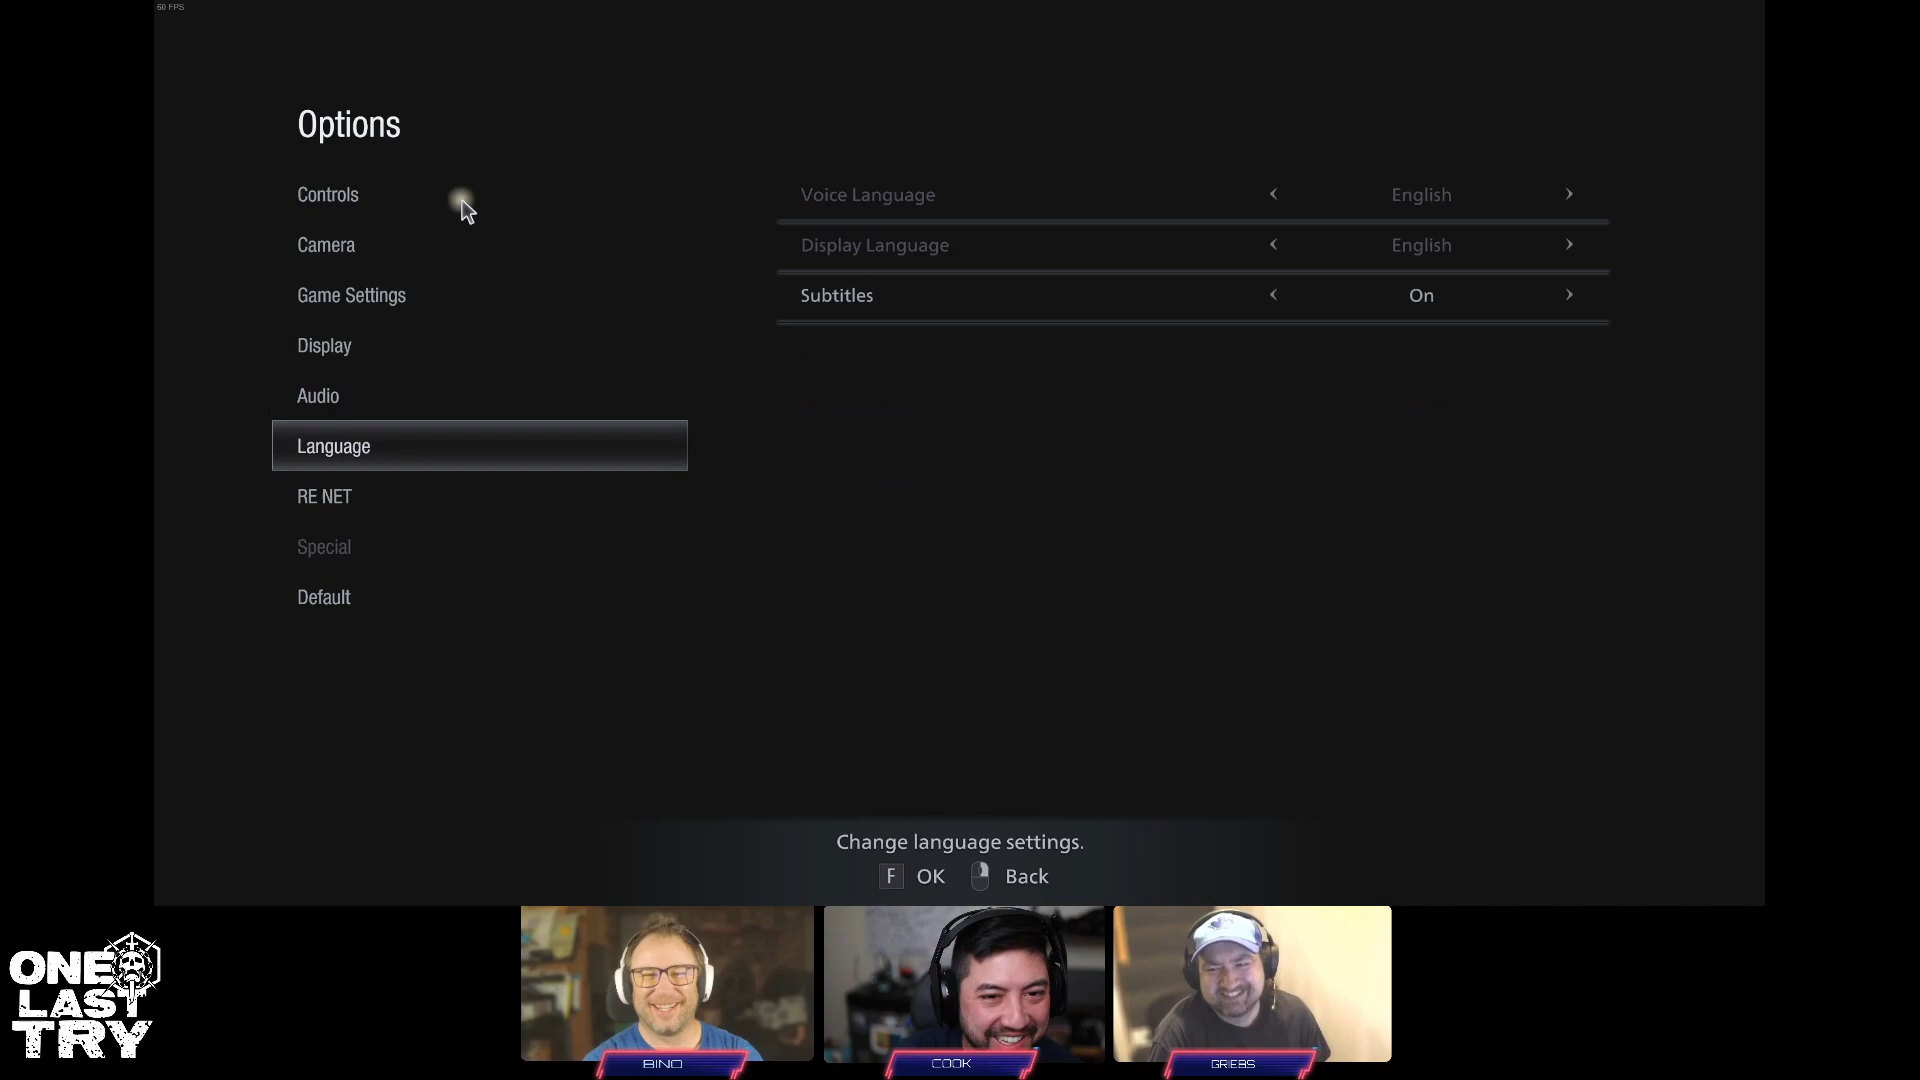 60 FPS
Options
Controls
Camera
Game Settings
Display
Audio
Language
RE NET
Special
Default
Voice Language English
Display Language English
Subtitles On
Change language settings.
F OK Back
ONE
LAST
TRY
BINO
COOK
GRIEBS